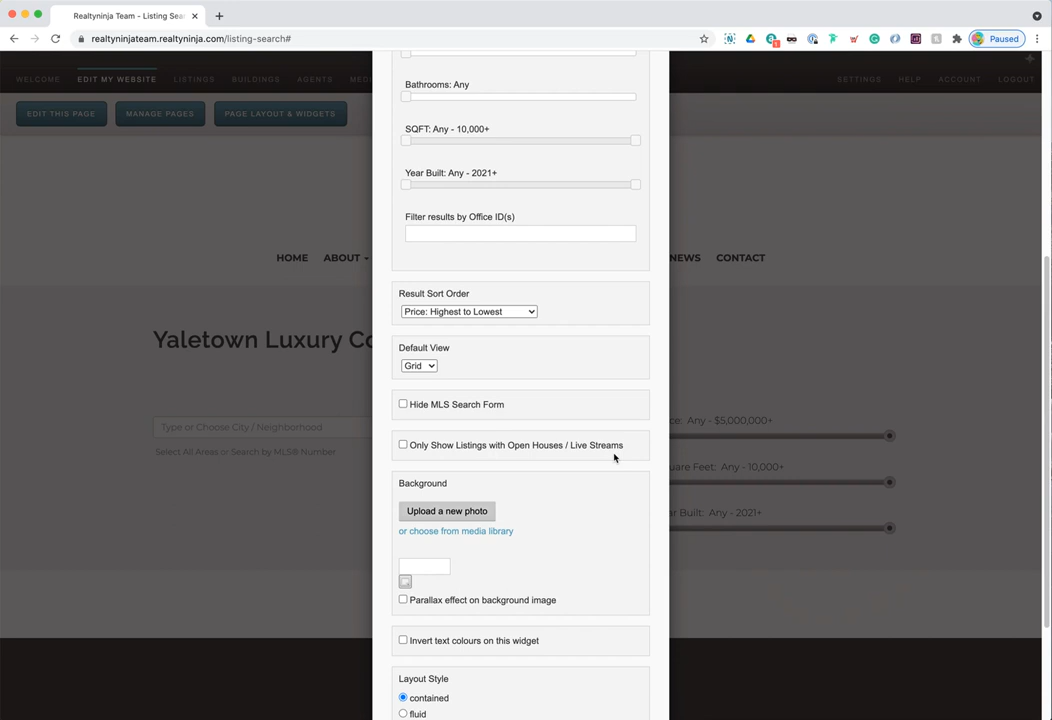 Realtyninja Team - Listing Sear
realtyninjateam.realtyninja.com/listing-search#
Paused
WELCOME EDIT MY WEBSITE LISTINGS BUILDINGS AGENTS MEDI
SETTINGS HELP ACCOUNT LOGOUT
EDIT THIS PAGE MANAGE PAGES PAGE LAYOUT & WIDGETS
HOME ABOUT NEWS CONTACT
Yaletown Luxury Co
Type or Choose City / Neighborhood
Select All Areas or Search by MLS® Number
ce: Any - $5,000,000+
uare Feet: Any - 10,000+
ar Built: Any - 2021+
Bathrooms: Any
SQFT: Any - 10,000+
Year Built: Any - 2021+
Filter results by Office ID(s)
Result Sort Order
Price: Highest to Lowest
Default View
Grid
Hide MLS Search Form
Only Show Listings with Open Houses / Live Streams
Background
Upload a new photo
or choose from media library
Parallax effect on background image
Invert text colours on this widget
Layout Style
contained
fluid